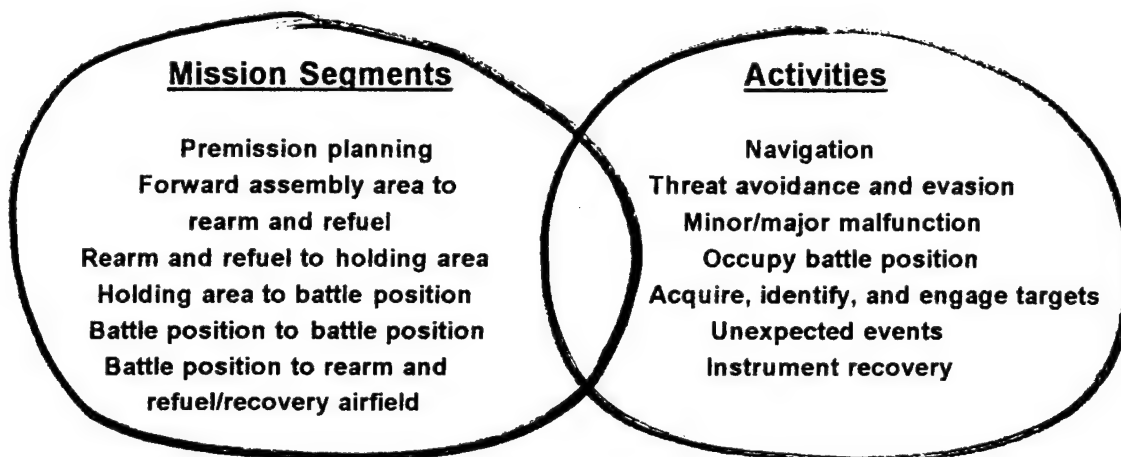 Mission Segments
Premission planning
Forward assembly area to
rearm and refuel
Rearm and refuel to holding area
Holding area to battle position
Battle position to battle position
Battle position to rearm and
refuel/recovery airfield
Activities
Navigation
Threat avoidance and evasion
Minor/major malfunction
Occupy battle position
Acquire, identify, and engage targets
Unexpected events
Instrument recovery